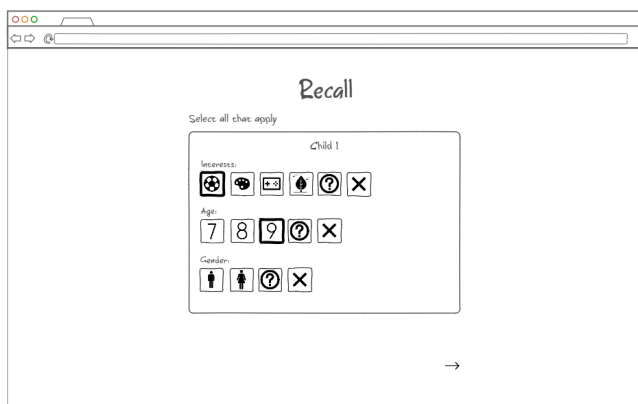 Recall
Select all that apply
Child 1
Interests:
?
Age:
7 8 9 ?
Gender:
?